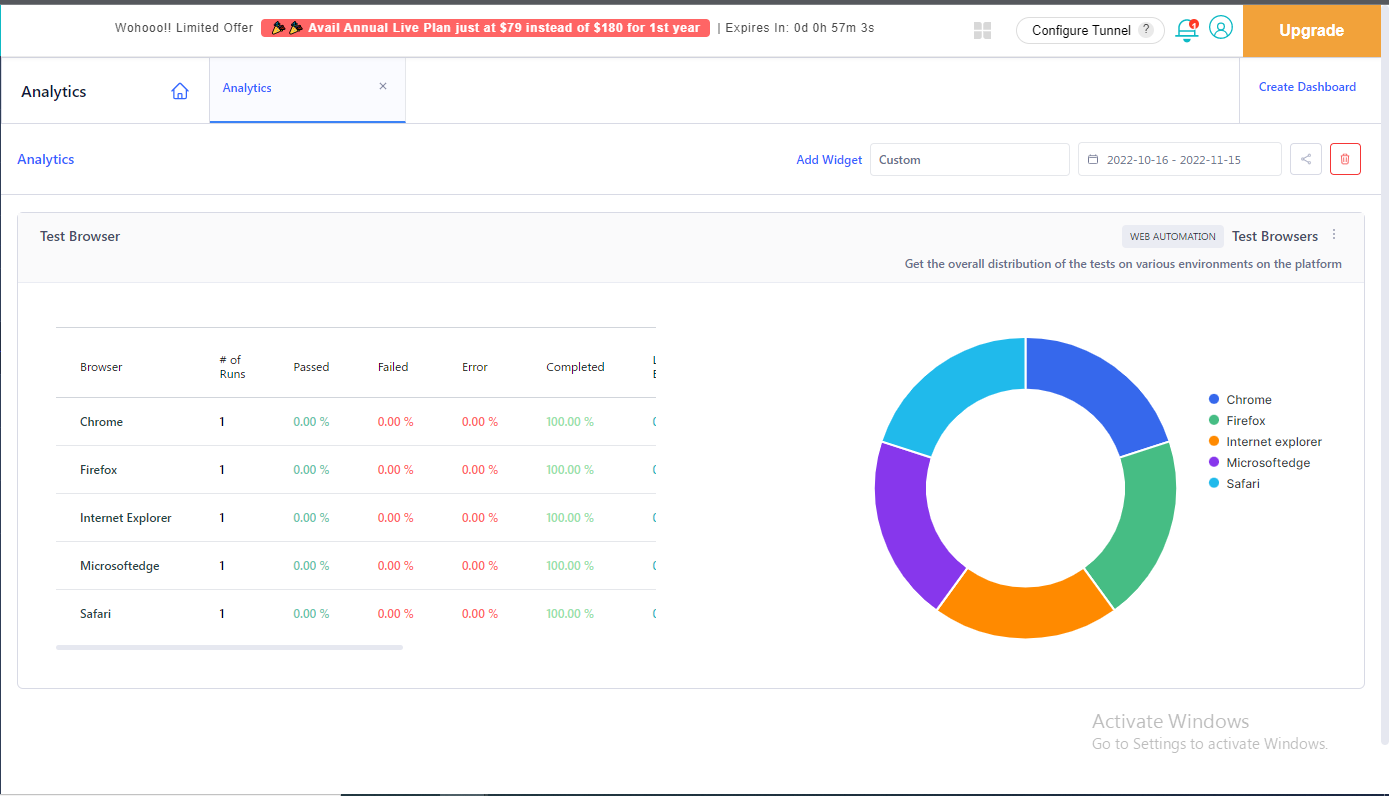 Wohooo!! Limited Offer Avail Annual Live Plan just at $79 instead of $180 for 1st year | Expires In: 0d 0h 57m 3s
Configure Tunnel ?
1
Upgrade
Analytics
Analytics ×
Create Dashboard
Analytics
Add Widget
Custom
2022-10-16 - 2022-11-15
Test Browser
WEB AUTOMATION Test Browsers
Get the overall distribution of the tests on various environments on the platform
Browser # of Runs Passed Failed Error Completed
Chrome 1 0.00 % 0.00 % 0.00 % 100.00 %
Firefox 1 0.00 % 0.00 % 0.00 % 100.00 %
Internet Explorer 1 0.00 % 0.00 % 0.00 % 100.00 %
Microsoftedge 1 0.00 % 0.00 % 0.00 % 100.00 %
Safari 1 0.00 % 0.00 % 0.00 % 100.00 %
Chrome
Firefox
Internet explorer
Microsoftedge
Safari
Activate Windows
Go to Settings to activate Windows.